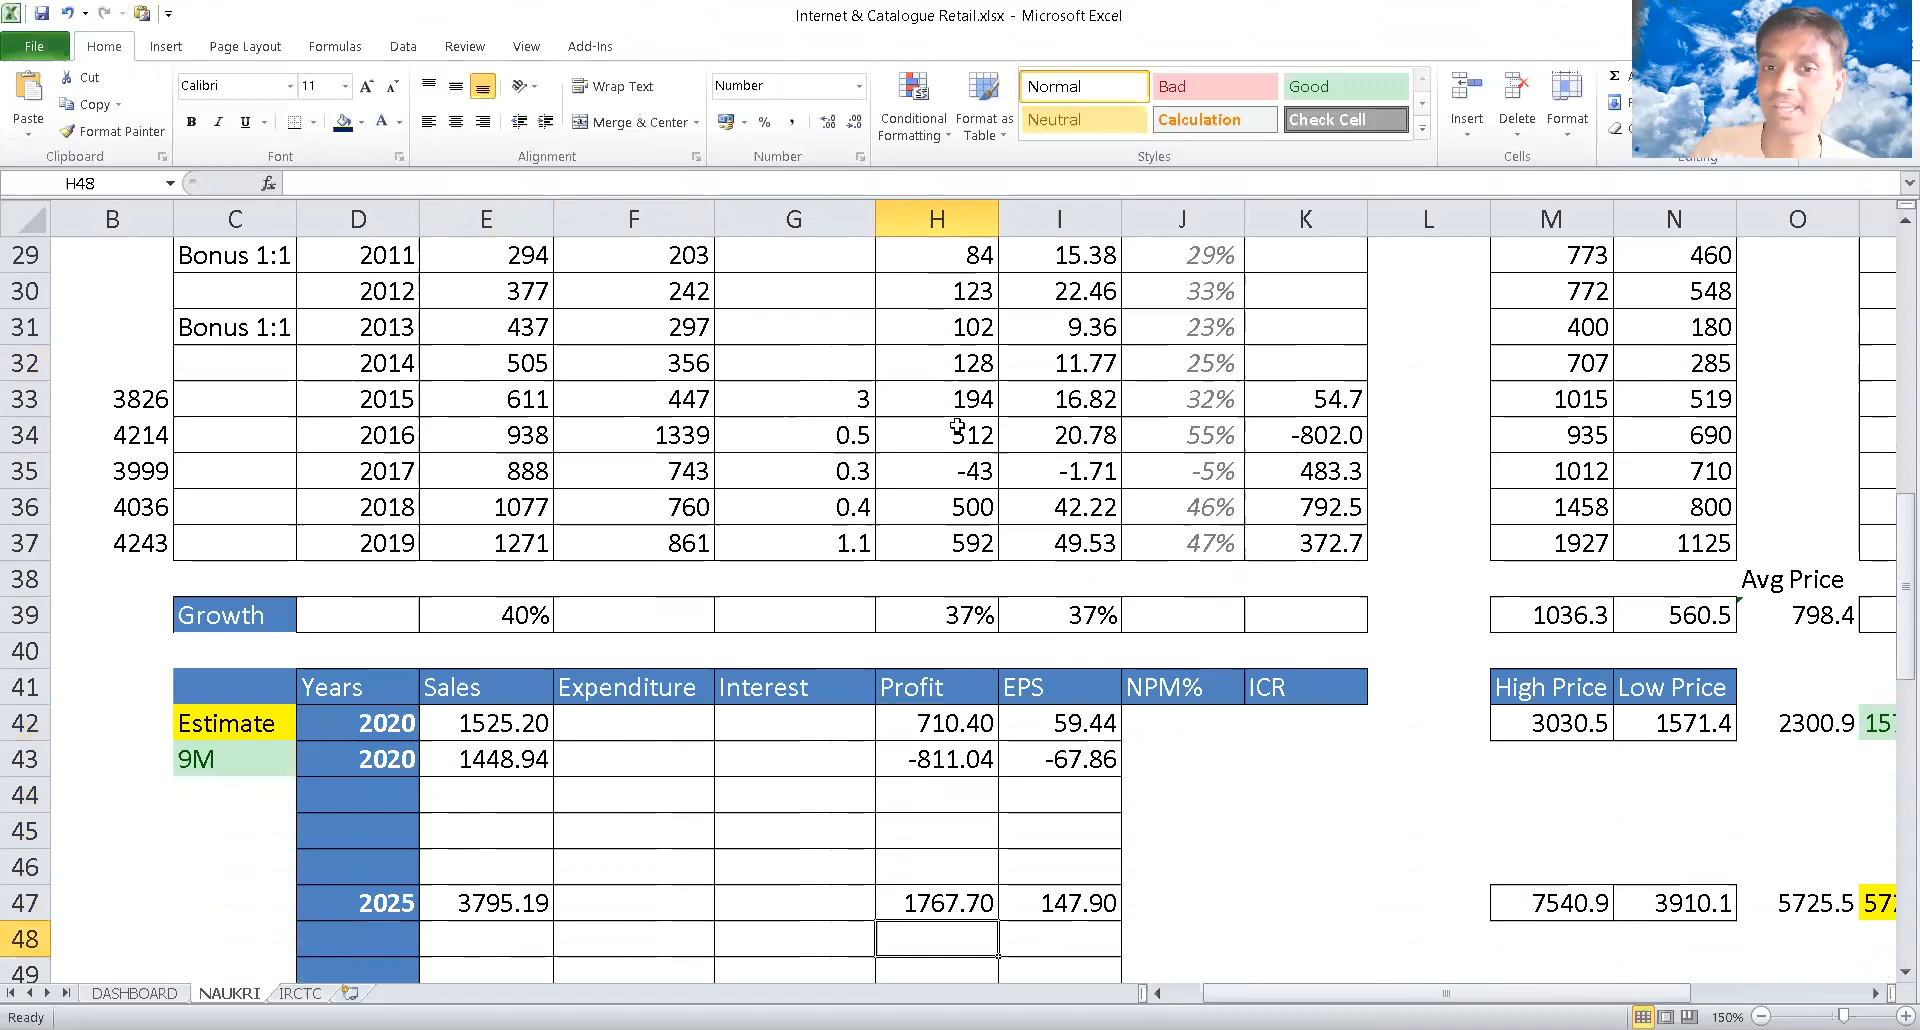 Internet & Catalogue Retail.xlsx - Microsoft Excel
File Home Insert Page Layout Formulas Data Review View Add-Ins
Paste Cut Copy Format Painter
Calibri 11
B I U
Wrap Text
Merge & Center
Number
Conditional Formatting
Format as Table
Normal Bad Good
Neutral Calculation Check Cell
Insert Delete Format
Clipboard Font Alignment Number Styles Cells Editing
H48 fx
B C D E F G H I J K L M N O
29 Bonus 1:1 2011 294 203 84 15.38 29% 773 460
30 2012 377 242 123 22.46 33% 772 548
31 Bonus 1:1 2013 437 297 102 9.36 23% 400 180
32 2014 505 356 128 11.77 25% 707 285
33 3826 2015 611 447 3 194 16.82 32% 54.7 1015 519
34 4214 2016 938 1339 0.5 512 20.78 55% -802.0 935 690
35 3999 2017 888 743 0.3 -43 -1.71 -5% 483.3 1012 710
36 4036 2018 1077 760 0.4 500 42.22 46% 792.5 1458 800
37 4243 2019 1271 861 1.1 592 49.53 47% 372.7 1927 1125
38 Avg Price
39 Growth 40% 37% 37% 1036.3 560.5 798.4
40
41 Years Sales Expenditure Interest Profit EPS NPM% ICR High Price Low Price
42 Estimate 2020 1525.20 710.40 59.44 3030.5 1571.4 2300.9
43 9M 2020 1448.94 -811.04 -67.86
44
45
46
47 2025 3795.19 1767.70 147.90 7540.9 3910.1 5725.5
48
49
DASHBOARD NAUKRI IRCTC
Ready 150%